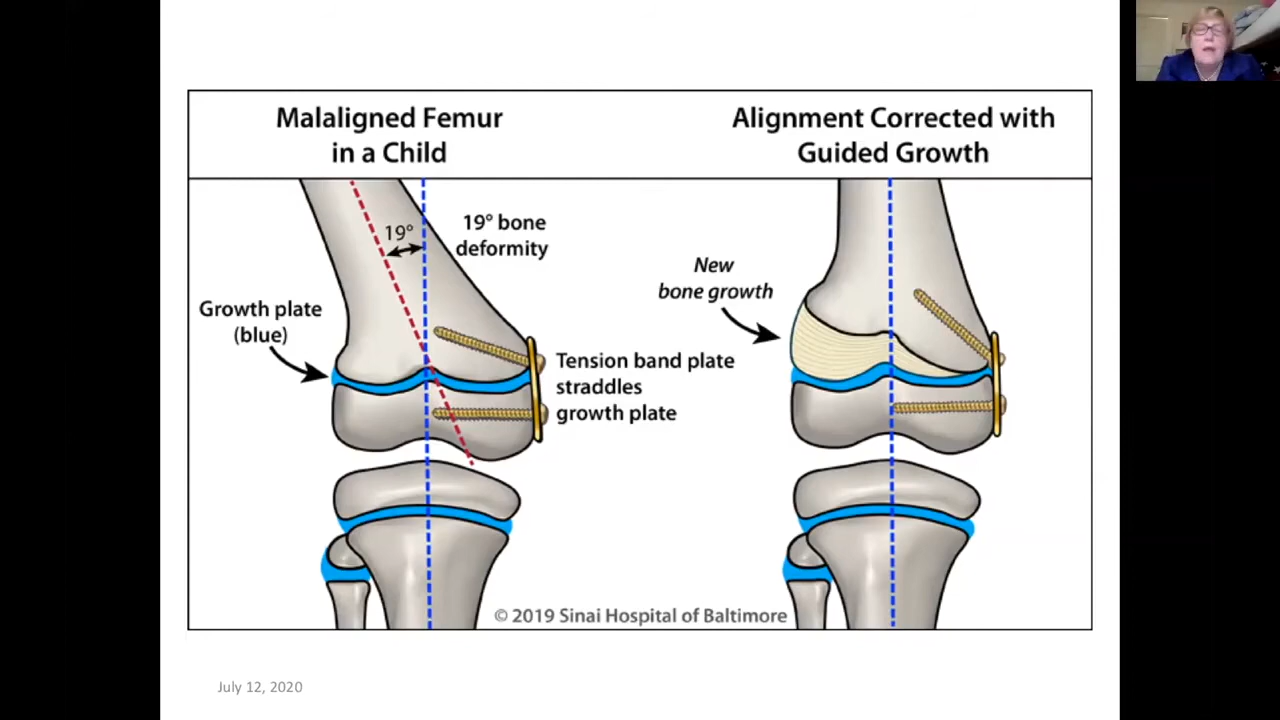 Malaligned Femur
in a Child
Alignment Corrected with
Guided Growth
19°
19° bone
deformity
Growth plate
(blue)
Tension band plate
straddles
growth plate
New
bone growth
© 2019 Sinai Hospital of Baltimore
July 12, 2020